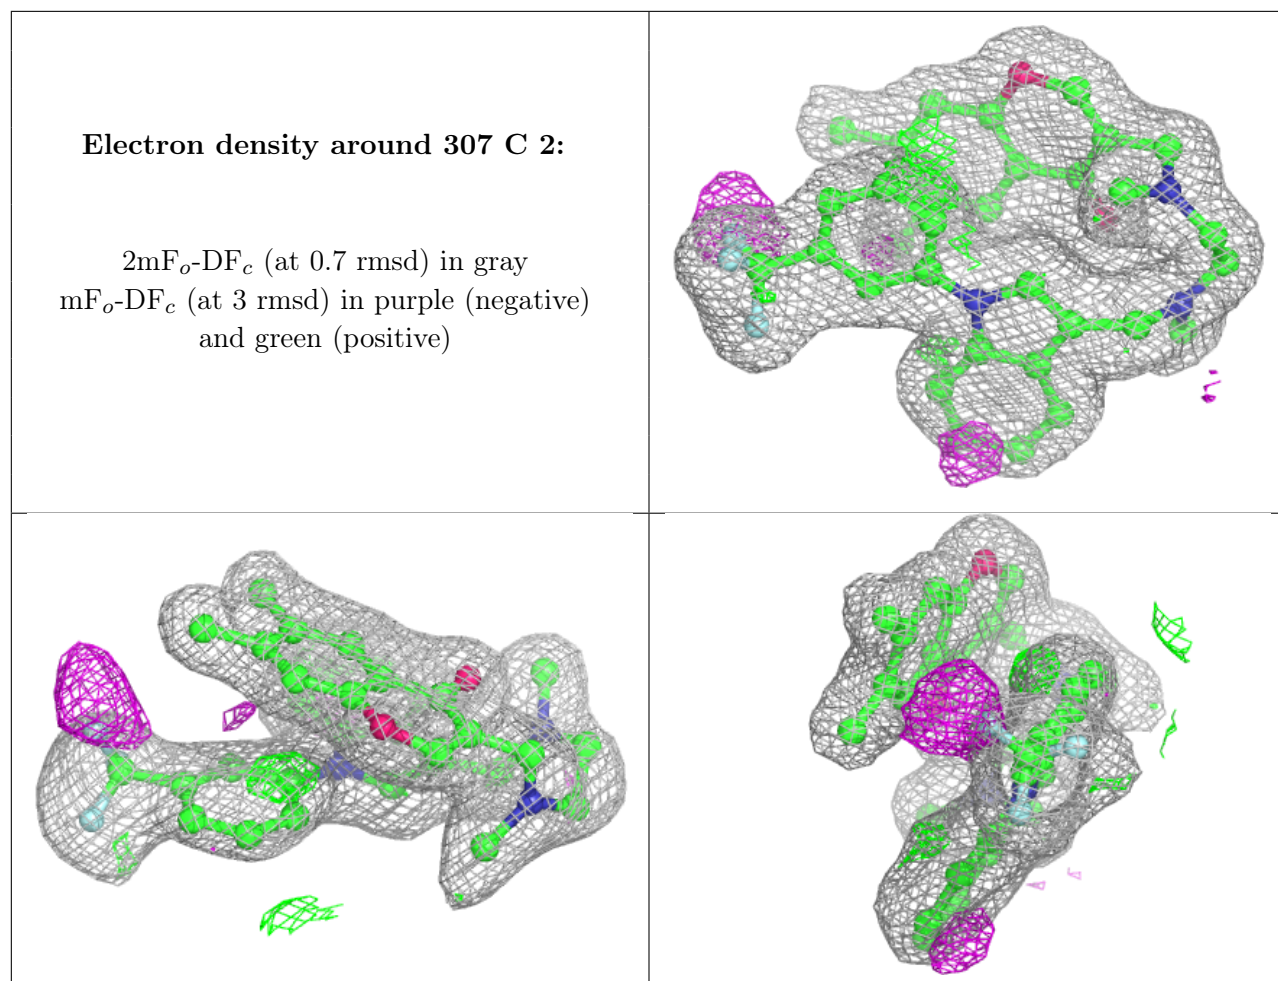 Electron density around 307 C 2:
2mFo-DFc (at 0.7 rmsd) in gray
mFo-DFc (at 3 rmsd) in purple (negative)
and green (positive)